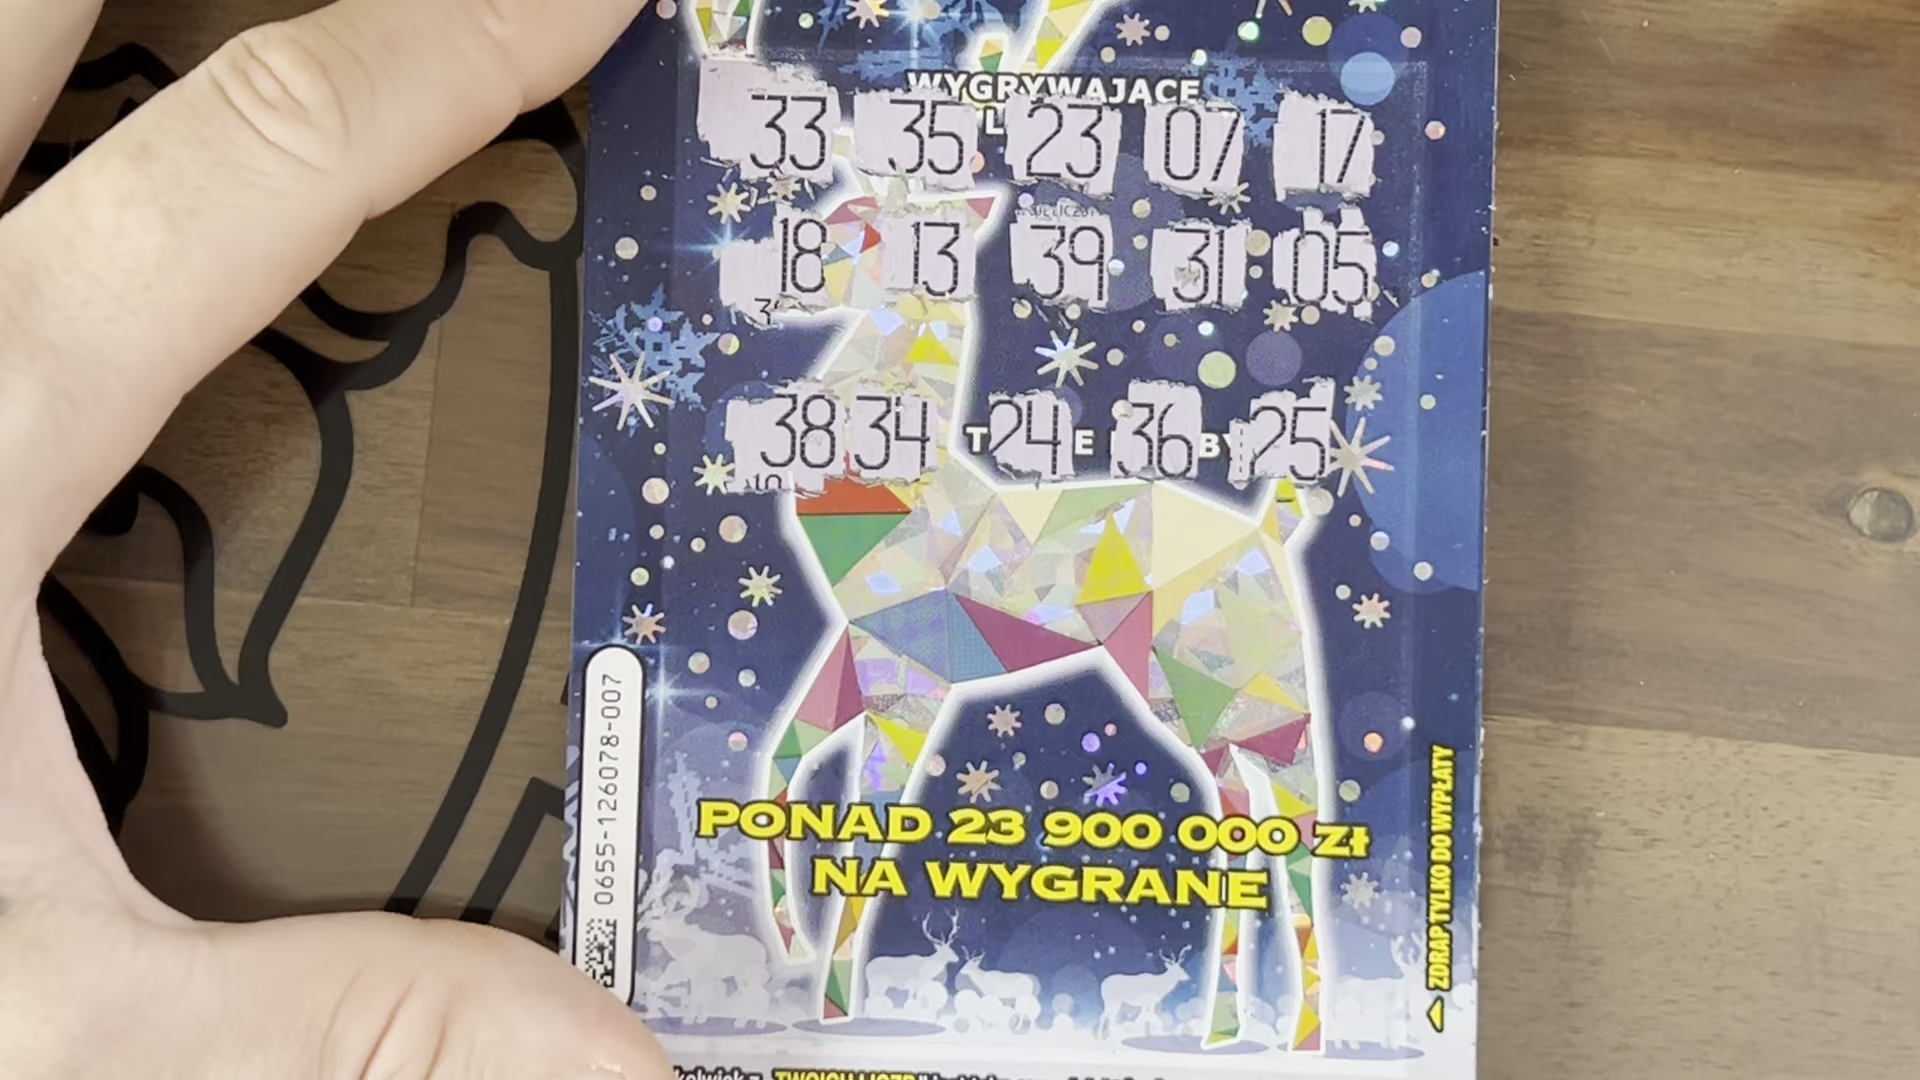 WYGRYWAJĄCE
33 35 23 07 17
18 13 39 31 05
38 34 24 36 25
0655-126078-007
PONAD 23 900 000 ZŁ
NA WYGRANE
ZDRAP TYLKO DO WYPŁATY